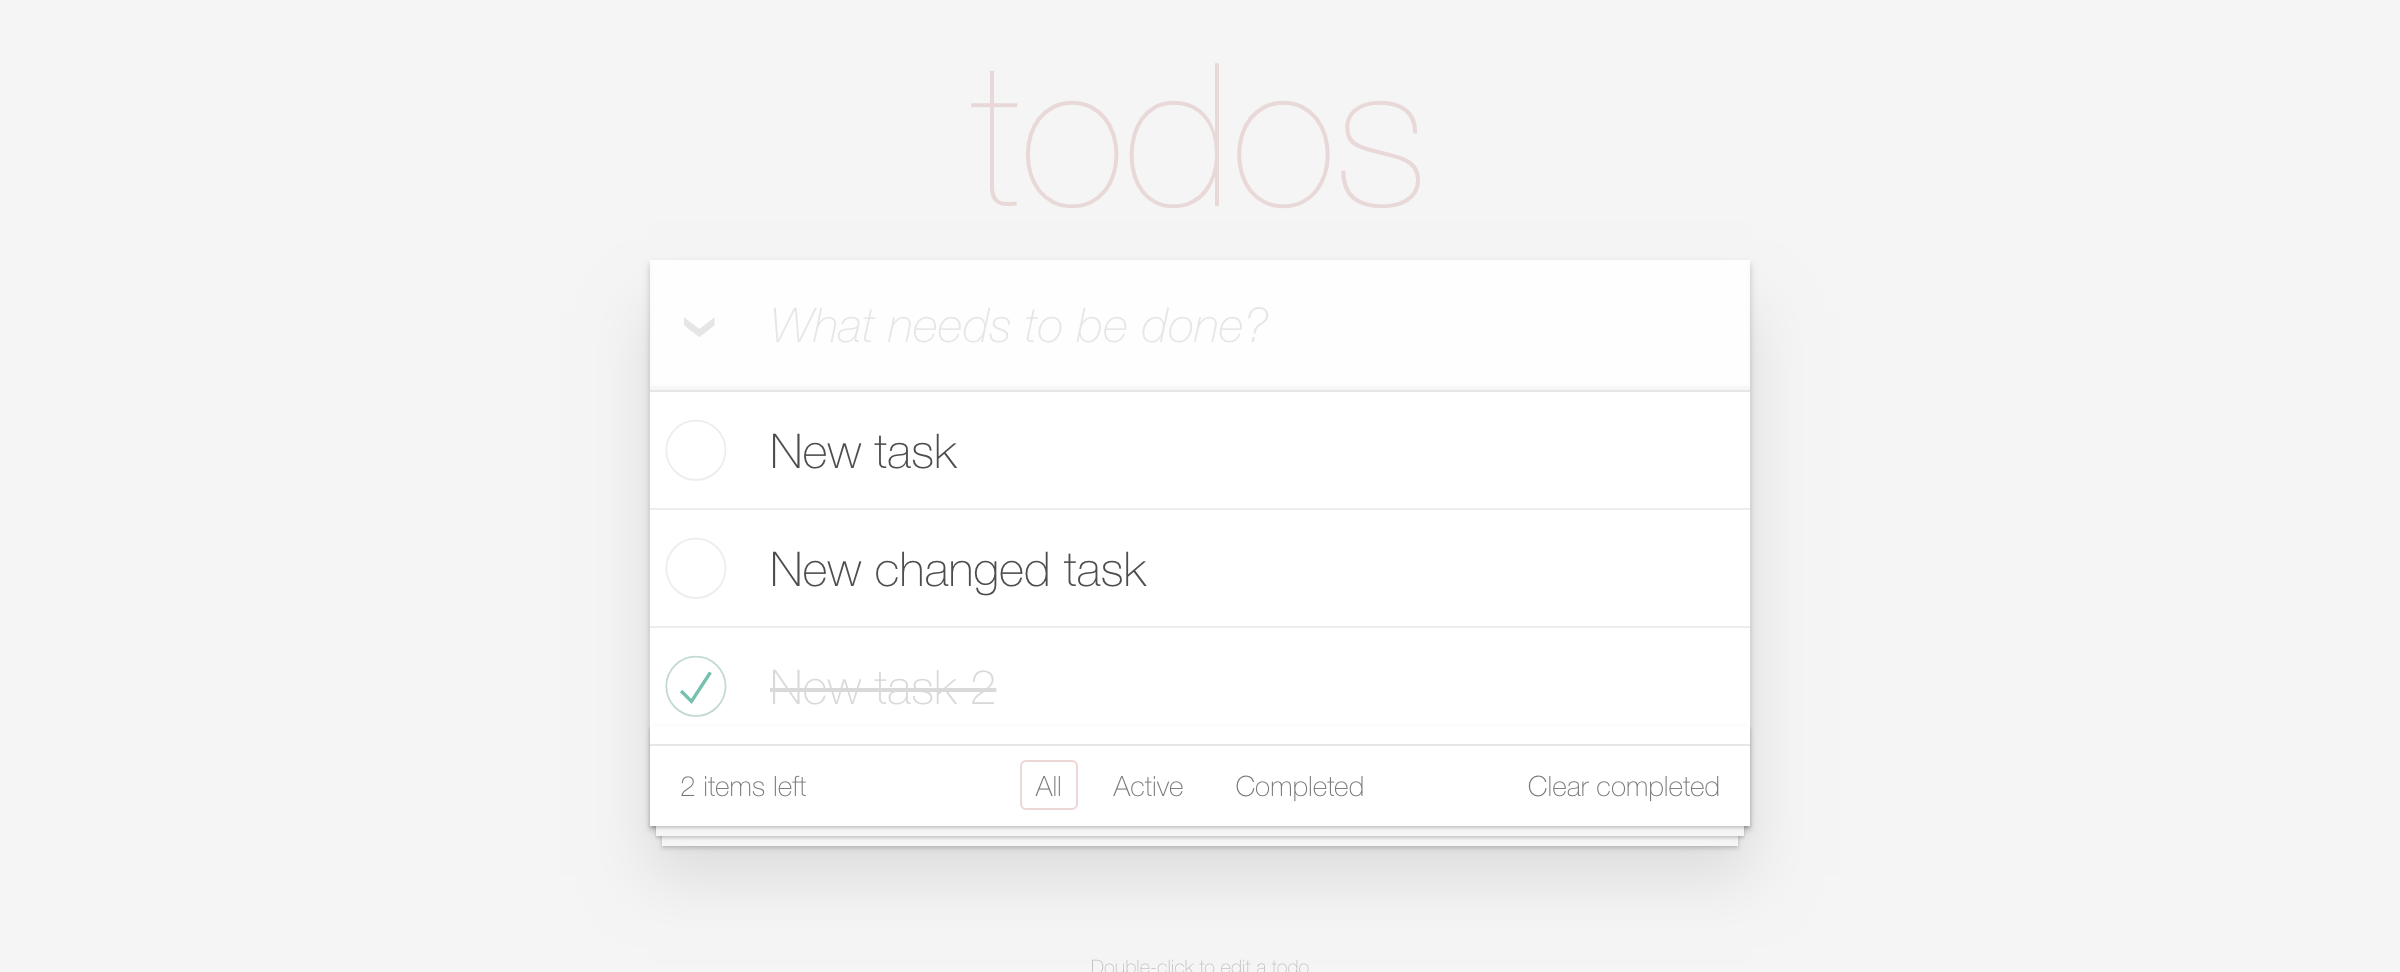 todos
What needs to be done?
New task
New changed task
New task 2
2 items left All Active Completed Clear completed
Double-click to edit a todo